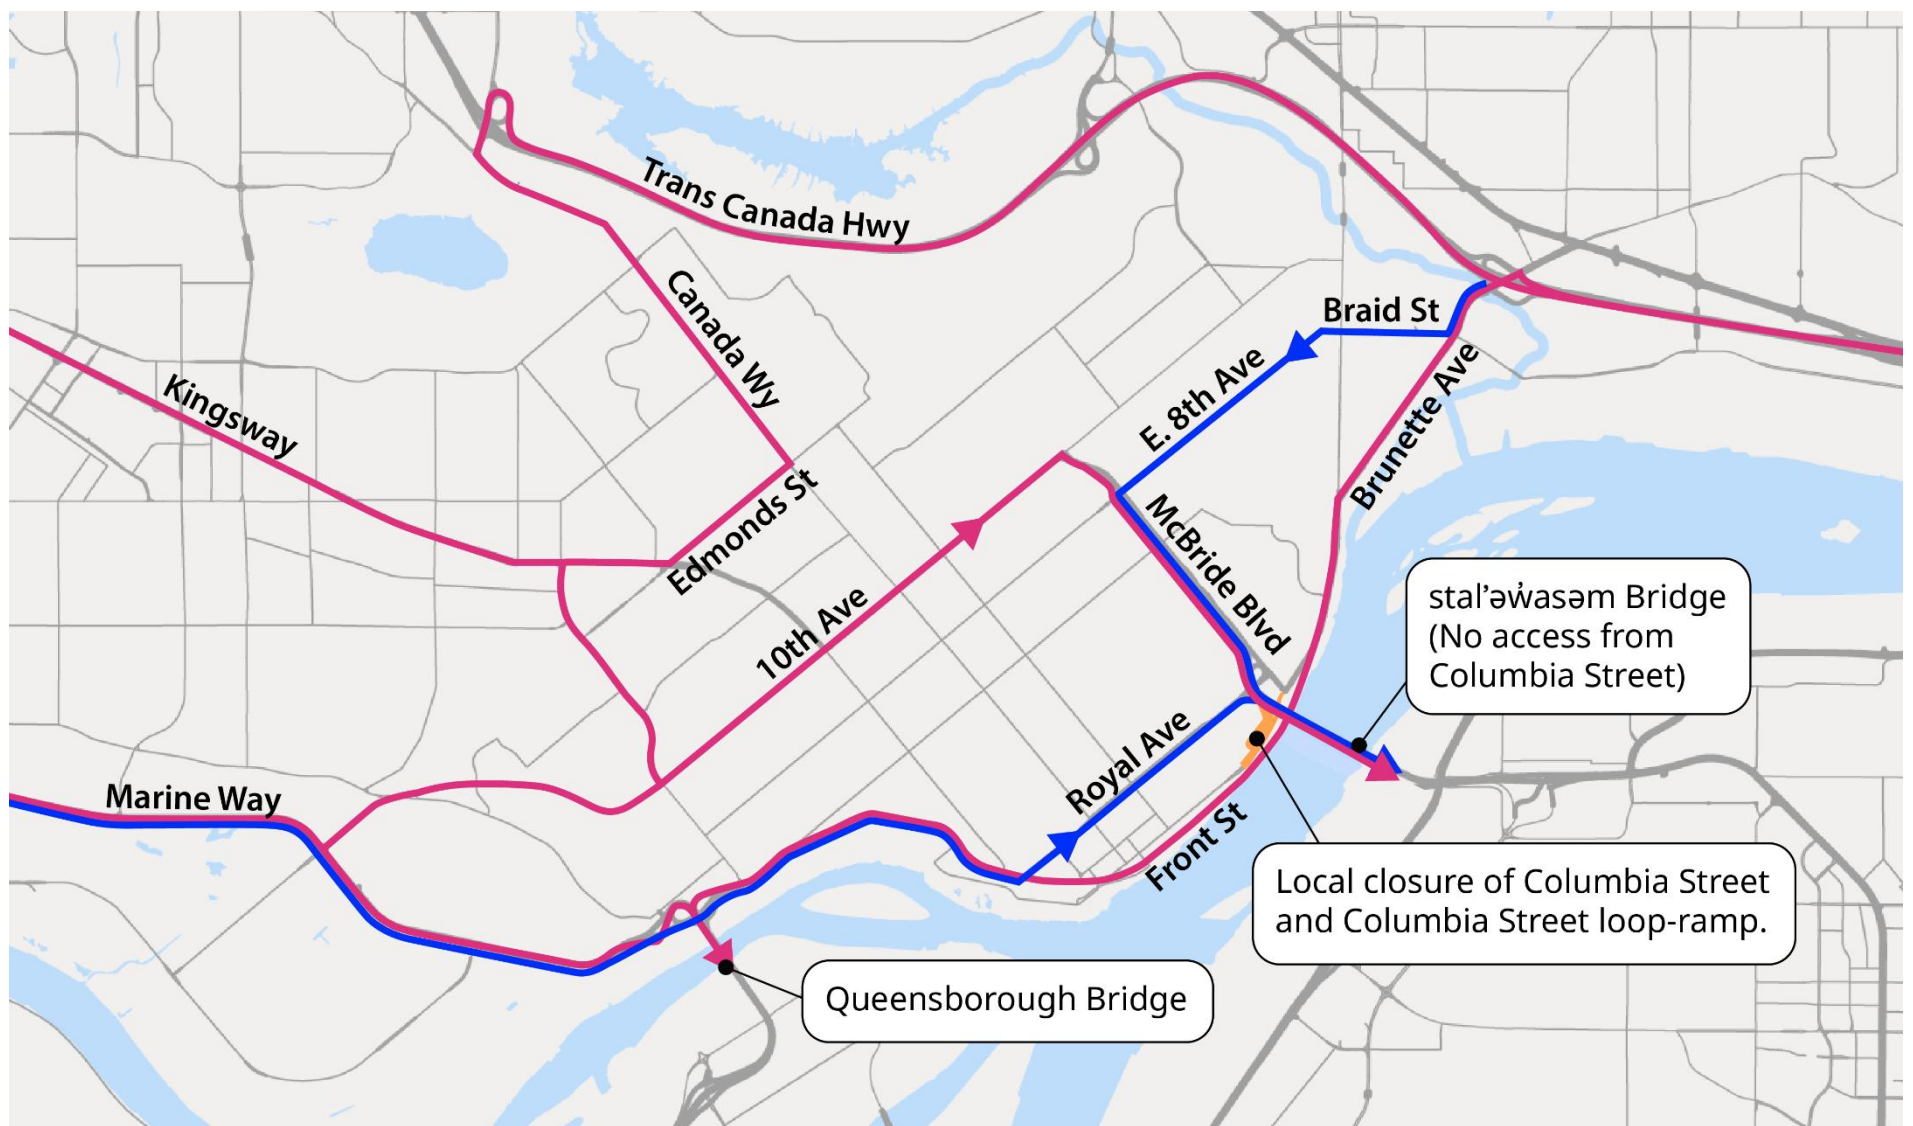 Trans Canada Hwy
Canada Wy
Braid St
E. 8th Ave
Kingsway
Brunette Ave
Edmonds St
McBride Blvd
10th Ave
stal’əw̓asəm Bridge
(No access from
Columbia Street)
Royal Ave
Marine Way
Front St
Local closure of Columbia Street
and Columbia Street loop-ramp.
Queensborough Bridge